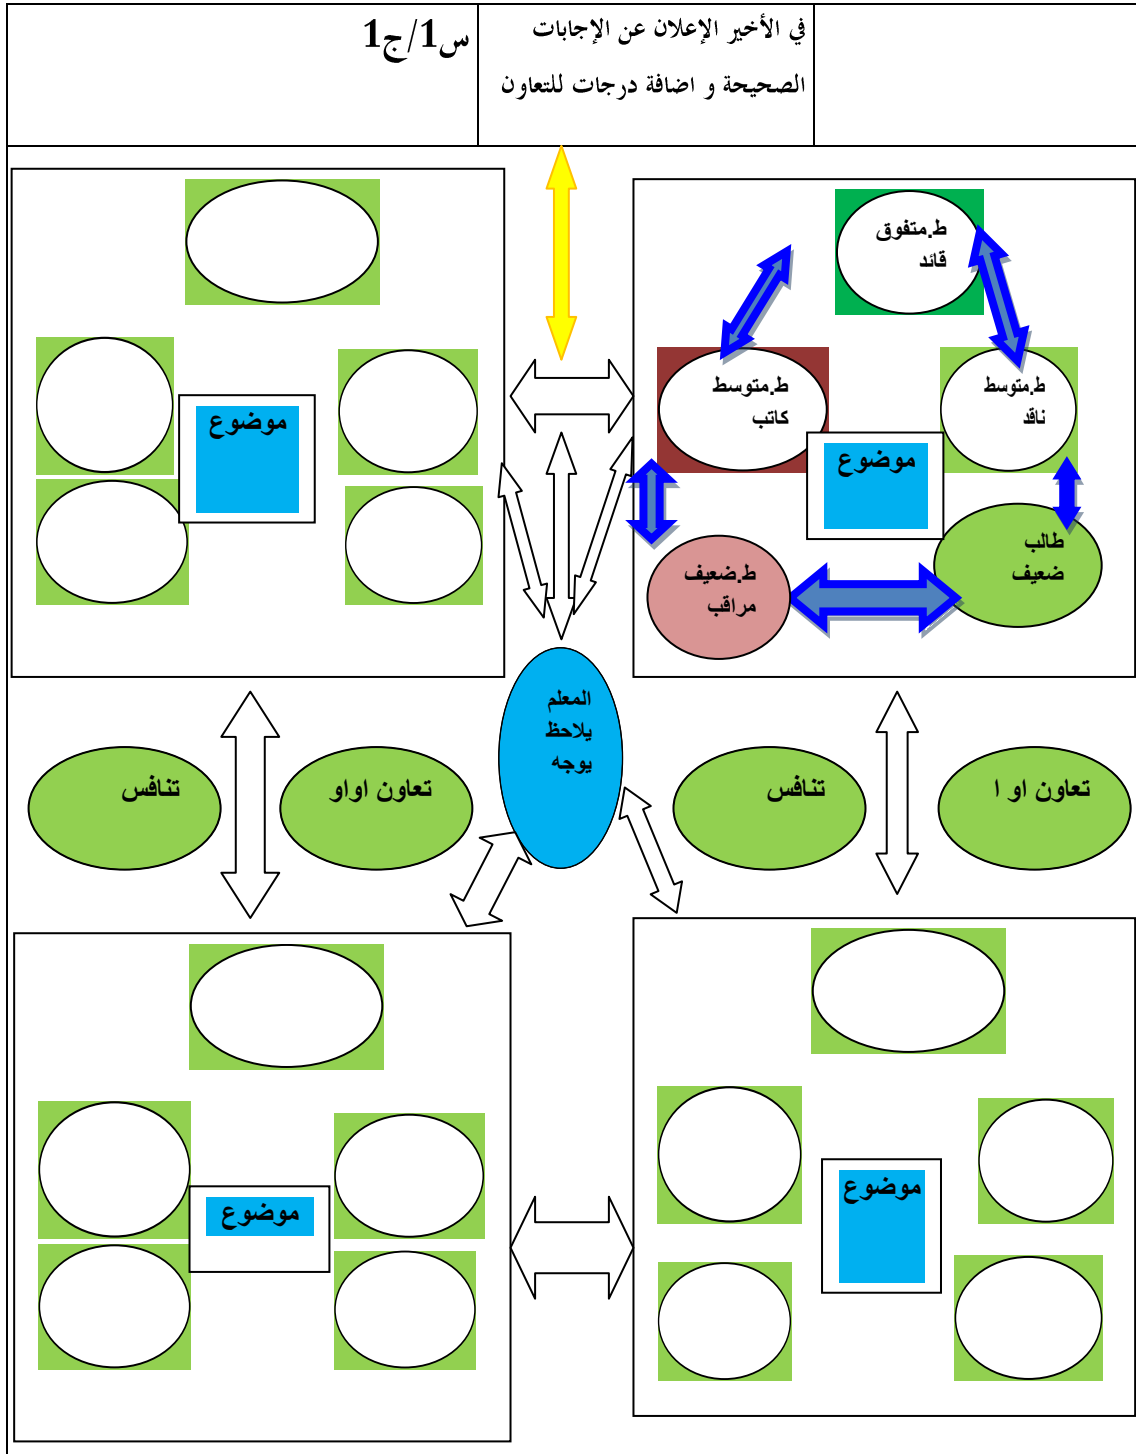 في الأخير الإعلان عن الإجابات
الصحيحة و اضافة درجات للتعاون
س1/ج1
ط.متفوق
قائد
ط.متوسط
ناقد
ط.متوسط
كاتب
موضوع
طالب
ضعيف
ط.ضعيف
مراقب
موضوع
المعلم
يلاحظ
يوجه
تعاون او ا
تنافس
تعاون اواو
تنافس
موضوع
موضوع